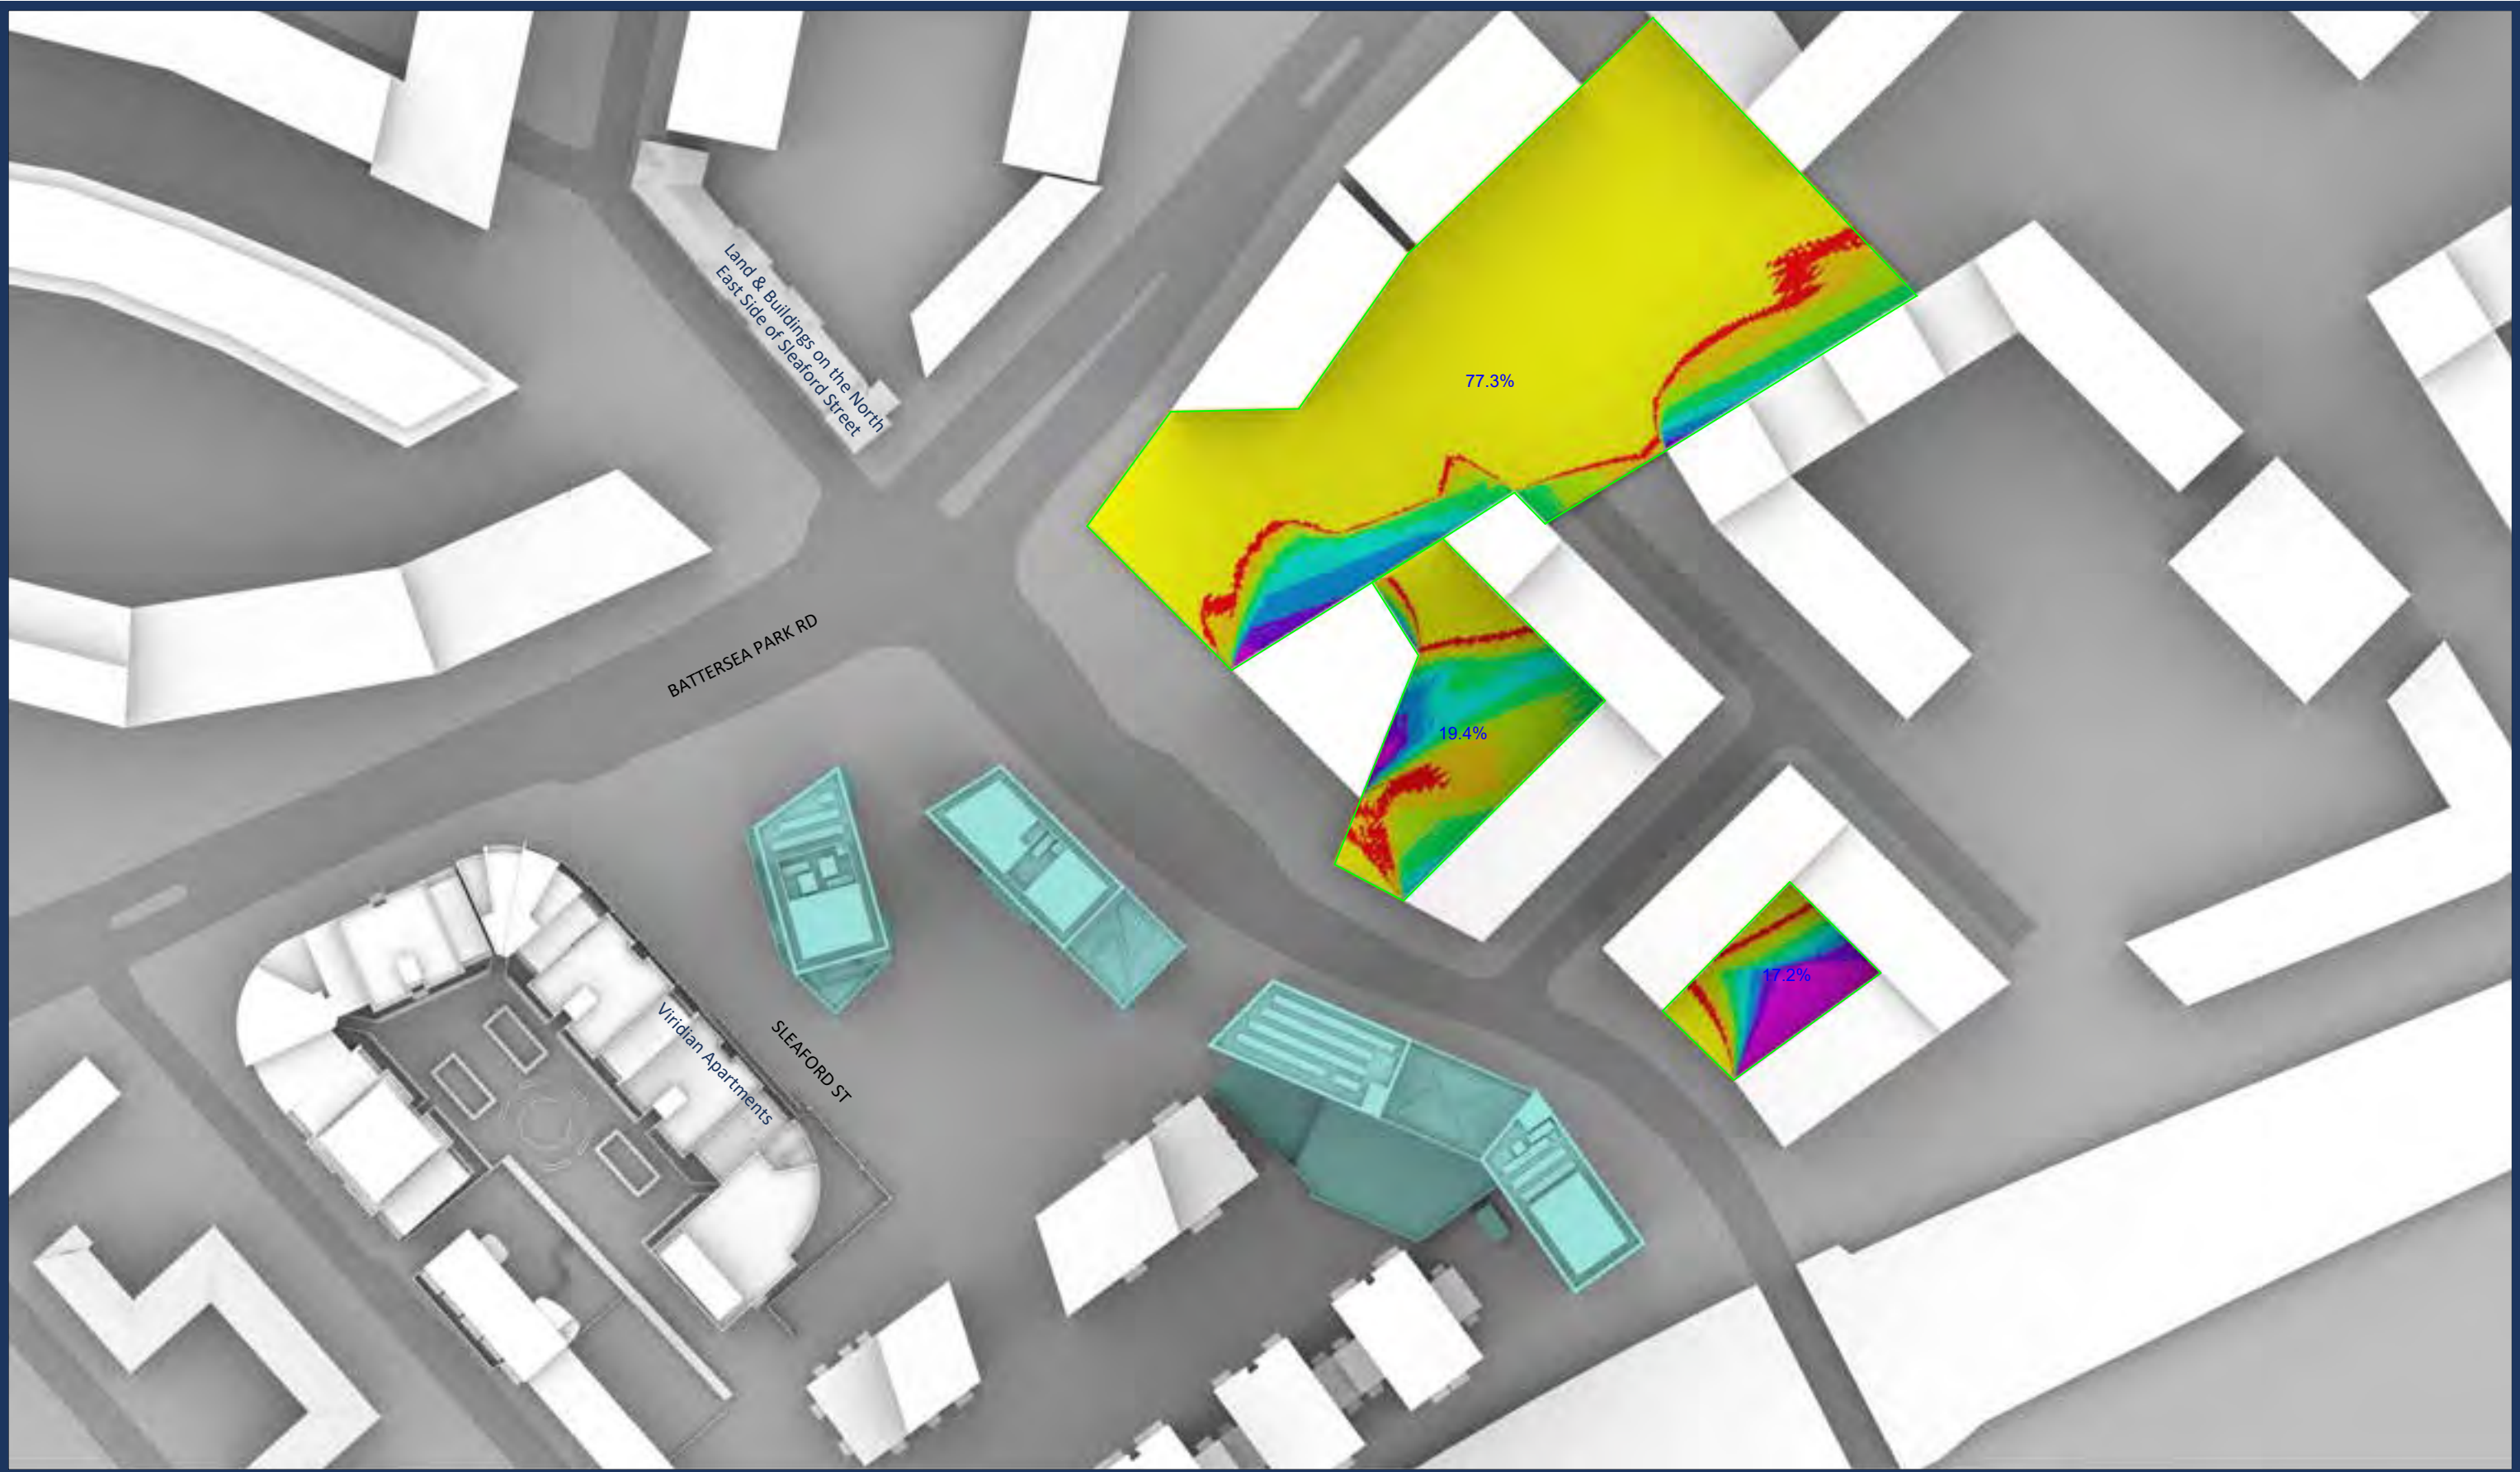 Land & Buildings on the North
East Side of Sleaford Street
77.3%
BATTERSEA PARK RD
19.4%
17.2%
Viridian Apartments
SLEAFORD ST